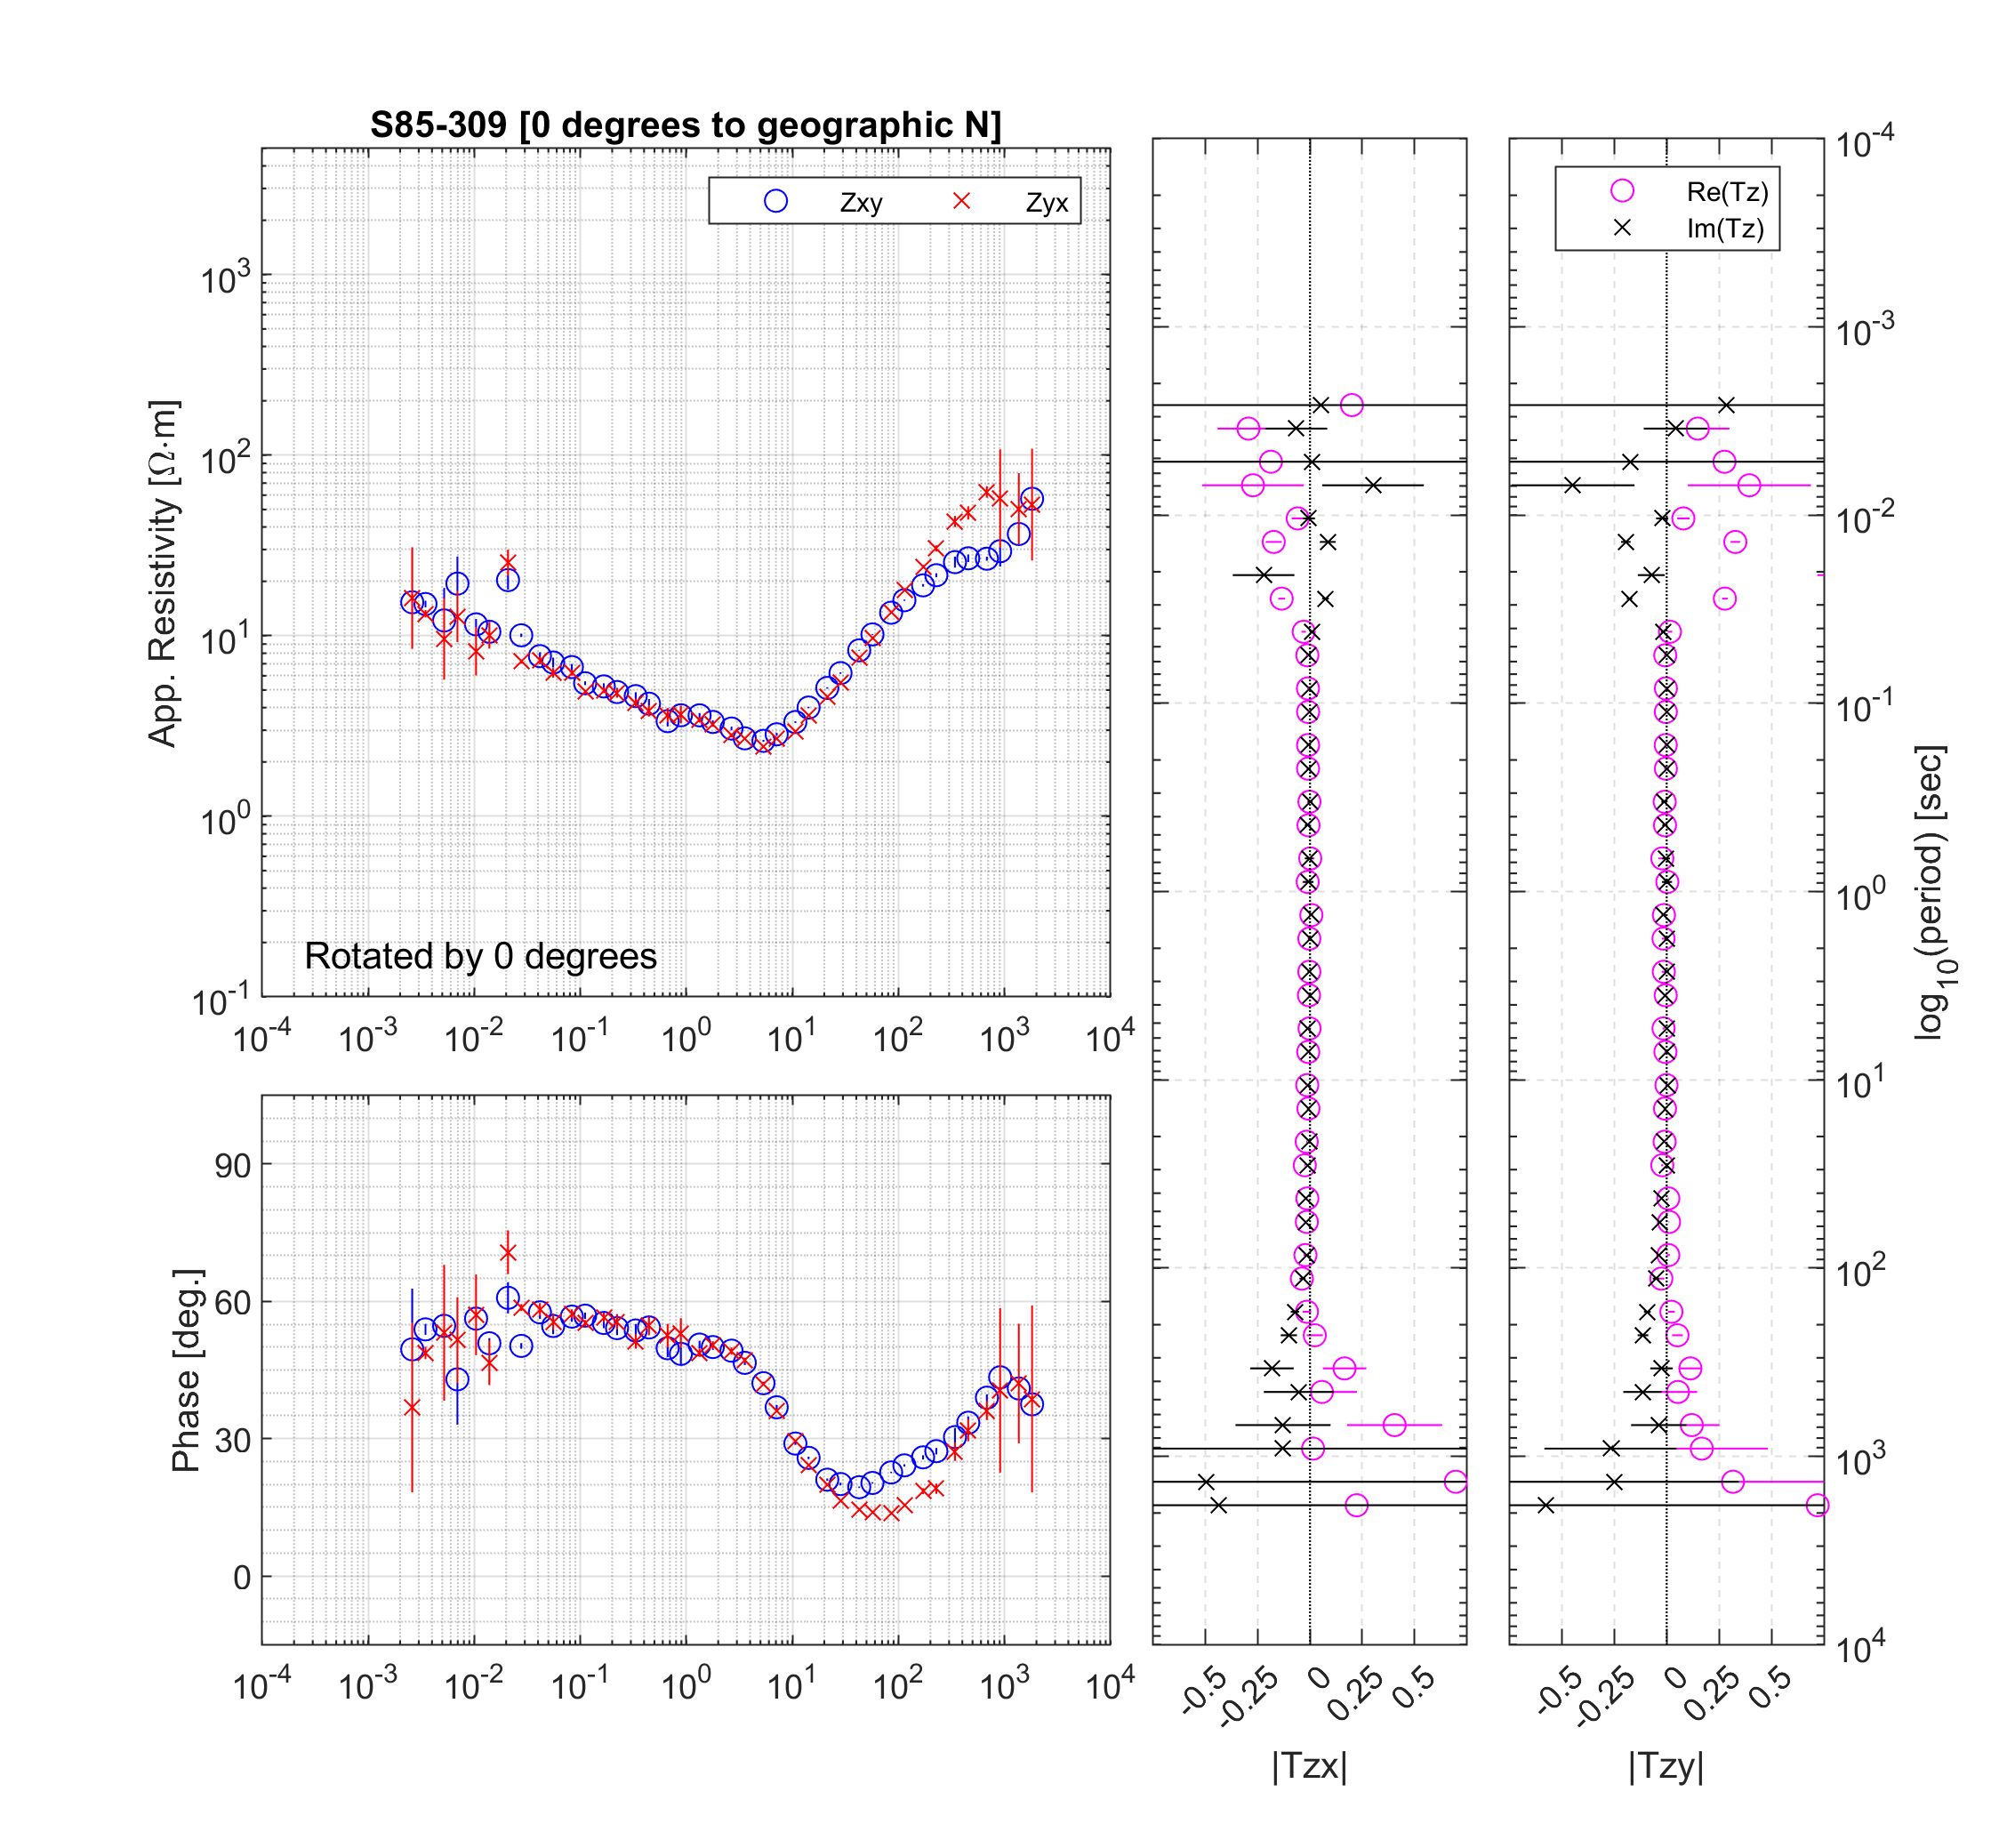 S85-309 [0 degrees to geographic N]
Zxy Zyx
App. Resistivity [Ω·m]
10^3
10^2
10^1
10^0
10^-1
Rotated by 0 degrees
10^-4 10^-3 10^-2 10^-1 10^0 10^1 10^2 10^3 10^4
Phase [deg.]
90
60
30
0
10^-4 10^-3 10^-2 10^-1 10^0 10^1 10^2 10^3 10^4
-0.5 -0.25 0 0.25 0.5
|Tzx|
Re(Tz)
Im(Tz)
10^-4
10^-3
10^-2
10^-1
10^0
10^1
10^2
10^3
10^4
log10(period) [sec]
-0.5 -0.25 0 0.25 0.5
|Tzy|